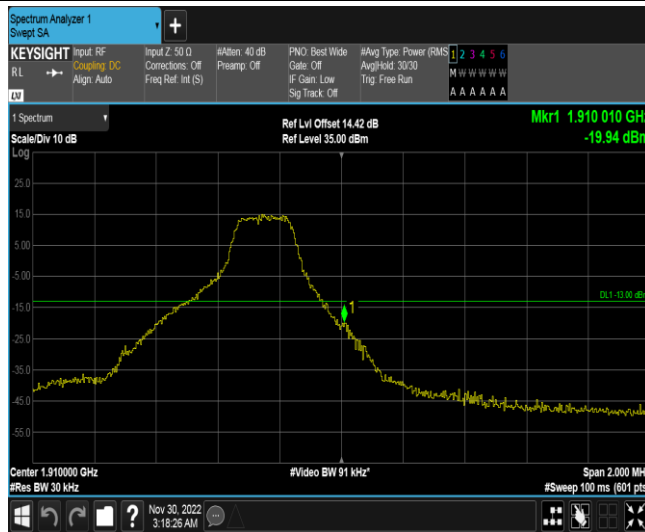 Spectrum Analyzer 1
Swept SA
+
KEYSIGHT
RL
LXI
Input: RF
Coupling: DC
Align: Auto
Input Z: 50 Ω
Corrections: Off
Freq Ref: Int (S)
#Atten: 40 dB
Preamp: Off
PNO: Best Wide
Gate: Off
IF Gain: Low
Sig Track: Off
#Avg Type: Power (RMS
Avg|Hold: 30/30
Trig: Free Run
1 2 3 4 5 6
M W W W W W
A A A A A A
1 Spectrum
Scale/Div 10 dB
Log
Ref Lvl Offset 14.42 dB
Ref Level 35.00 dBm
Mkr1 1.910 010 GHz
-19.94 dBm
25.0
15.0
5.00
-5.00
-15.0
-25.0
-35.0
-45.0
-55.0
DL1 -13.00 dBm
1
Center 1.910000 GHz
#Res BW 30 kHz
#Video BW 91 kHz*
Span 2.000 MH
#Sweep 100 ms (601 pts
?
Nov 30, 2022
3:18:26 AM